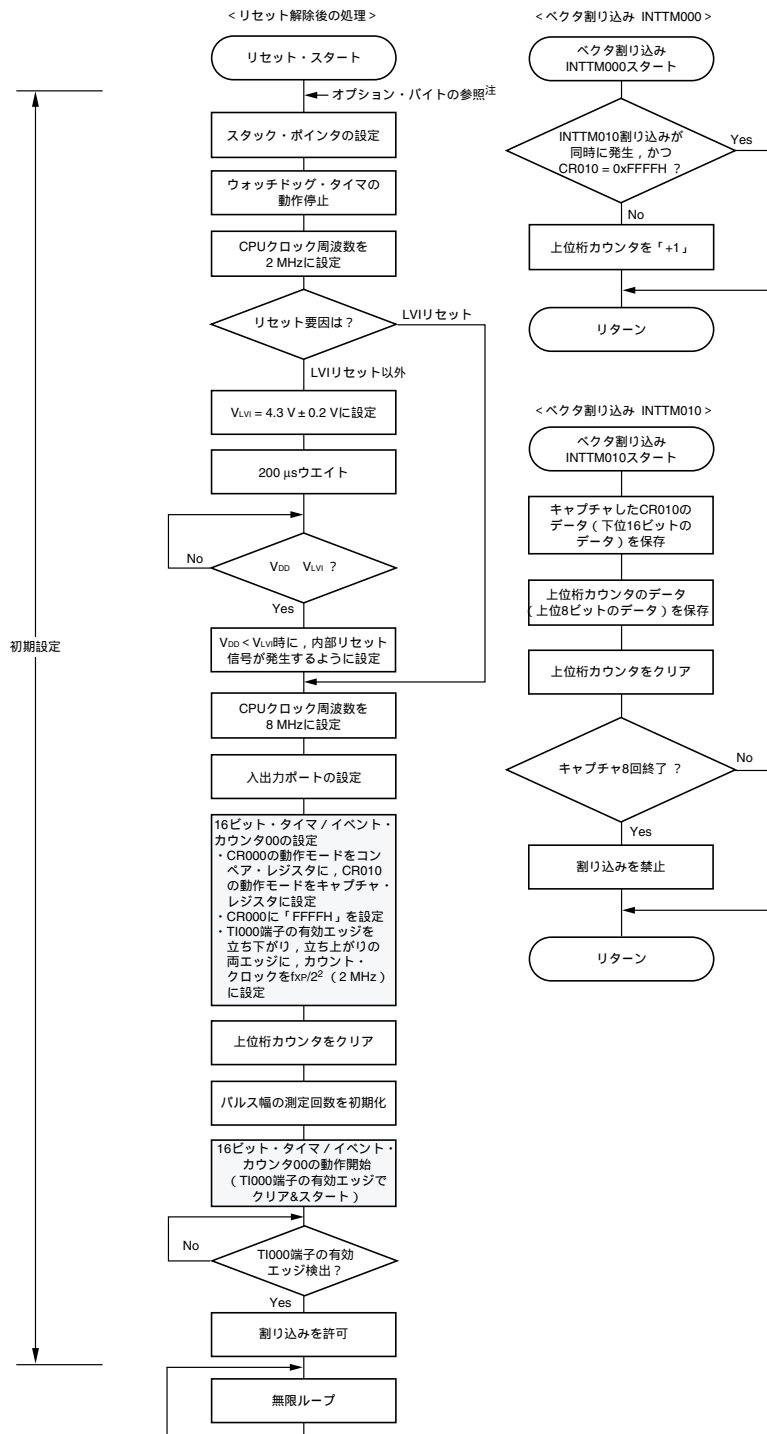 ＜リセット解除後の処理＞
リセット・スタート
オプション・バイトの参照注
スタック・ポインタの設定
ウォッチドッグ・タイマの
動作停止
CPUクロック周波数を
2 MHzに設定
リセット要因は？
LVIリセット
LVIリセット以外
VLVI = 4.3 V ± 0.2 Vに設定
200 μsウエイト
VDD VLVI ？
No
Yes
VDD < VLVI時に，内部リセット
信号が発生するように設定
CPUクロック周波数を
8 MHzに設定
入出力ポートの設定
16ビット・タイマ / イベント・
カウンタ00の設定
・CR000の動作モードをコン
ペア・レジスタに，CR010
の動作モードをキャプチャ・
レジスタに設定
・CR000に「FFFFH」を設定
・TI000端子の有効エッジを
立ち下がり，立ち上がりの
両エッジに，カウント・
クロックをfXP/2²（2 MHz）
に設定
上位桁カウンタをクリア
パルス幅の測定回数を初期化
16ビット・タイマ / イベント・
カウンタ00の動作開始
（TI000端子の有効エッジで
クリア&スタート）
No
TI000端子の有効
エッジ検出？
Yes
割り込みを許可
無限ループ
初期設定
＜ベクタ割り込み INTTM000＞
ベクタ割り込み
INTTM000スタート
INTTM010割り込みが
同時に発生，かつ
CR010 = 0xFFFFH ？
Yes
No
上位桁カウンタを「+1」
リターン
＜ベクタ割り込み INTTM010＞
ベクタ割り込み
INTTM010スタート
キャプチャしたCR010の
データ（下位16ビットの
データ）を保存
上位桁カウンタのデータ
（上位8ビットのデータ）を保存
上位桁カウンタをクリア
キャプチャ8回終了 ？
No
Yes
割り込みを禁止
リターン